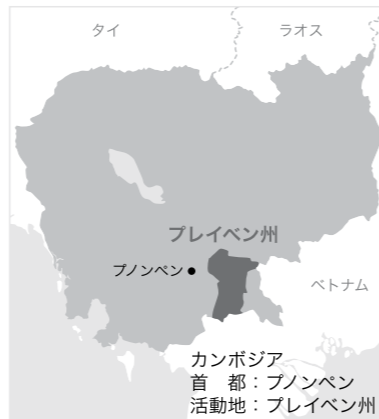 タイ
ラオス
プレイベン州
プノンペン
ベトナム
カンボジア
首　都：プノンペン
活動地：プレイベン州